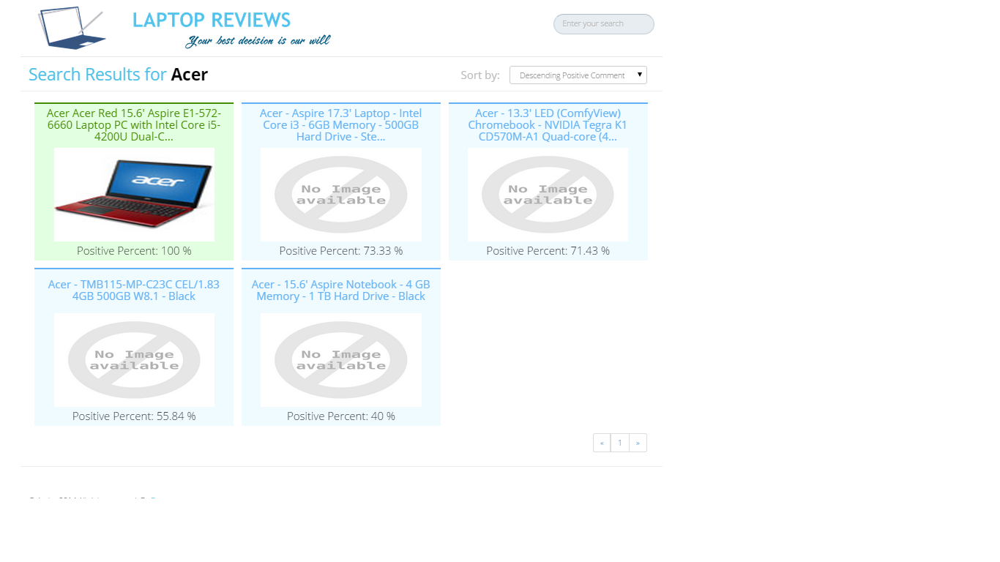 LAPTOP REVIEWS
Your best decision is our will
Enter your search
Search Results for Acer
Sort by:
Descending Positive Comment
Acer Acer Red 15.6' Aspire E1-572-
6660 Laptop PC with Intel Core i5-
4200U Dual-C...
acer
Positive Percent: 100 %
Acer - Aspire 17.3' Laptop - Intel
Core i3 - 6GB Memory - 500GB
Hard Drive - Ste...
No Image
available
Positive Percent: 73.33 %
Acer - 13.3' LED (ComfyView)
Chromebook - NVIDIA Tegra K1
CD570M-A1 Quad-core (4...
No Image
available
Positive Percent: 71.43 %
Acer - TMB115-MP-C23C CEL/1.83
4GB 500GB W8.1 - Black
No Image
available
Positive Percent: 55.84 %
Acer - 15.6' Aspire Notebook - 4 GB
Memory - 1 TB Hard Drive - Black
No Image
available
Positive Percent: 40 %
« 1 »